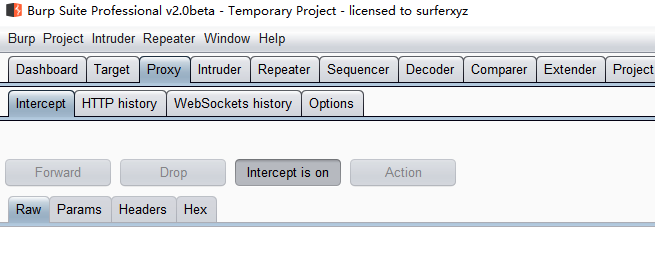 Burp Suite Professional v2.0beta - Temporary Project - licensed to surferxyz
Burp Project Intruder Repeater Window Help
Dashboard Target Proxy Intruder Repeater Sequencer Decoder Comparer Extender Project
Intercept HTTP history WebSockets history Options
Forward Drop Intercept is on Action
Raw Params Headers Hex